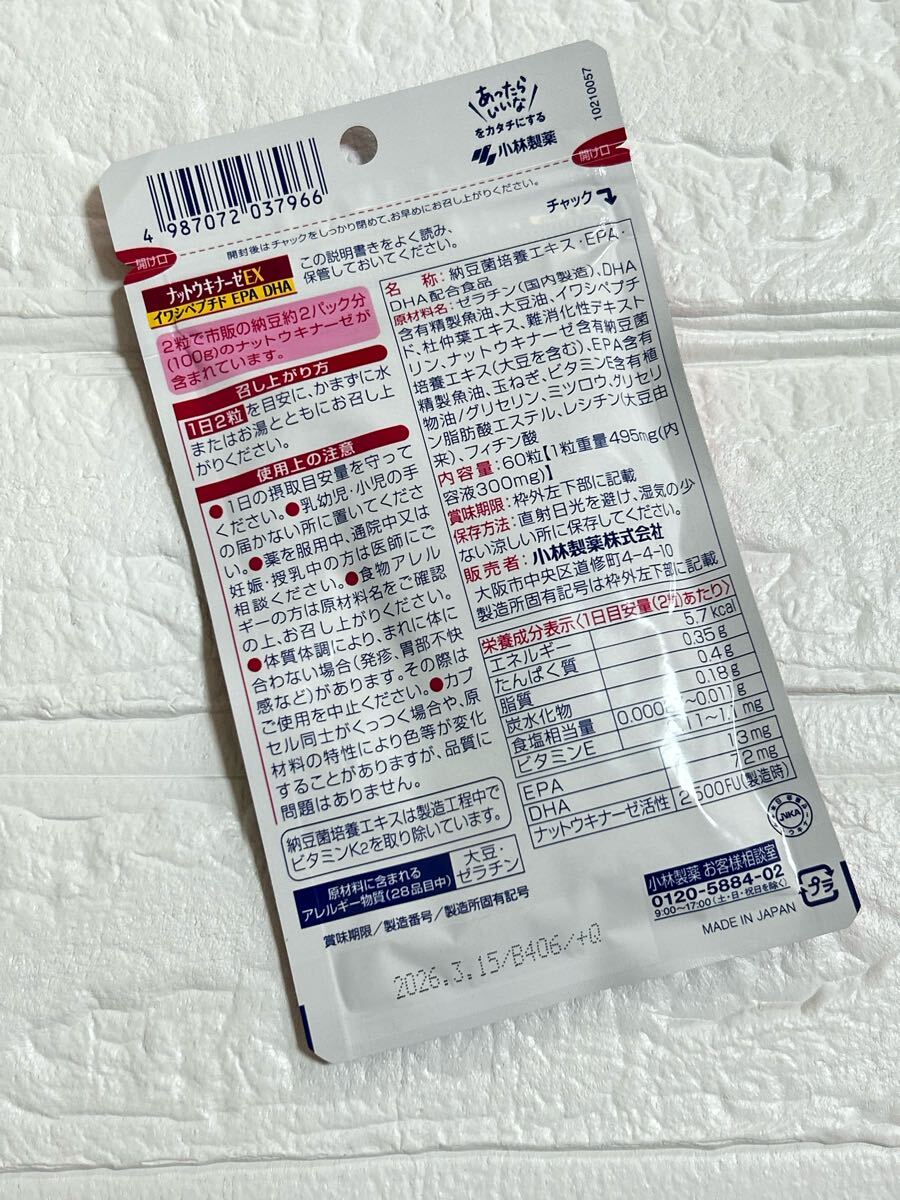 あったら
いいな
をカタチにする
小林製薬
10210057
開け口
4 987072 037966
チャック
開封後はチャックをしっかり閉めて、お早めにお召し上がりください。
開け口
この説明書きをよく読み、
保管しておいてください。
ナットウキナーゼEX
イワシペプチド EPA DHA
2粒で市販の納豆約2パック分
(100g)のナットウキナーゼが
含まれています。
召し上がり方
1日2粒を目安に、かまずに水
またはお湯とともにお召し上
がりください。
使用上の注意
●1日の摂取目安量を守って
ください。●乳幼児・小児の手
の届かない所に置いてくださ
い。●薬を服用中、通院中又は
妊娠・授乳中の方は医師にご
相談ください。●食物アレル
ギーの方は原材料名をご確認
の上、お召し上がりください。
●体質体調により、まれに体に
合わない場合(発疹、胃部不快
感など)があります。その際は
ご使用を中止ください。●カプ
セル同士がくっつく場合や、原
材料の特性により色等が変化
することがありますが、品質に
問題はありません。
納豆菌培養エキスは製造工程中で
ビタミンK2を取り除いています。
原材料に含まれる
アレルギー物質(28品目中)
大豆・
ゼラチン
賞味期限/製造番号/製造所固有記号
2026.3.15/B406/+Q
名 称:納豆菌培養エキス・EPA・
DHA配合食品
原材料名:ゼラチン(国内製造)、DHA
含有精製魚油、大豆油、イワシペプチ
ド、杜仲葉エキス、難消化性デキスト
リン、ナットウキナーゼ含有納豆菌
培養エキス(大豆を含む)、EPA含有
精製魚油、玉ねぎ、ビタミンE含有植
物油/グリセリン、ミツロウ、グリセリ
ン脂肪酸エステル、レシチン(大豆由
来)、フィチン酸
内容量:60粒【1粒重量495mg(内
容液300mg)】
賞味期限:枠外左下部に記載
保存方法:直射日光を避け、湿気の少
ない涼しい所に保存してください。
販売者:小林製薬株式会社
大阪市中央区道修町4-4-10
製造所固有記号は枠外左下部に記載
栄養成分表示〈1日目安量(2粒)あたり〉
エネルギー 5.7kcal
たんぱく質 0.35g
脂質 0.4g
炭水化物 0.18g
食塩相当量 ~0.011g
ビタミンE mg
EPA 13mg
DHA 72mg
ナットウキナーゼ活性 2,500FU(製造時)
JNKA
小林製薬 お客様相談室
0120-5884-02
9:00~17:00(土・日・祝日を除く)
プラ
MADE IN JAPAN